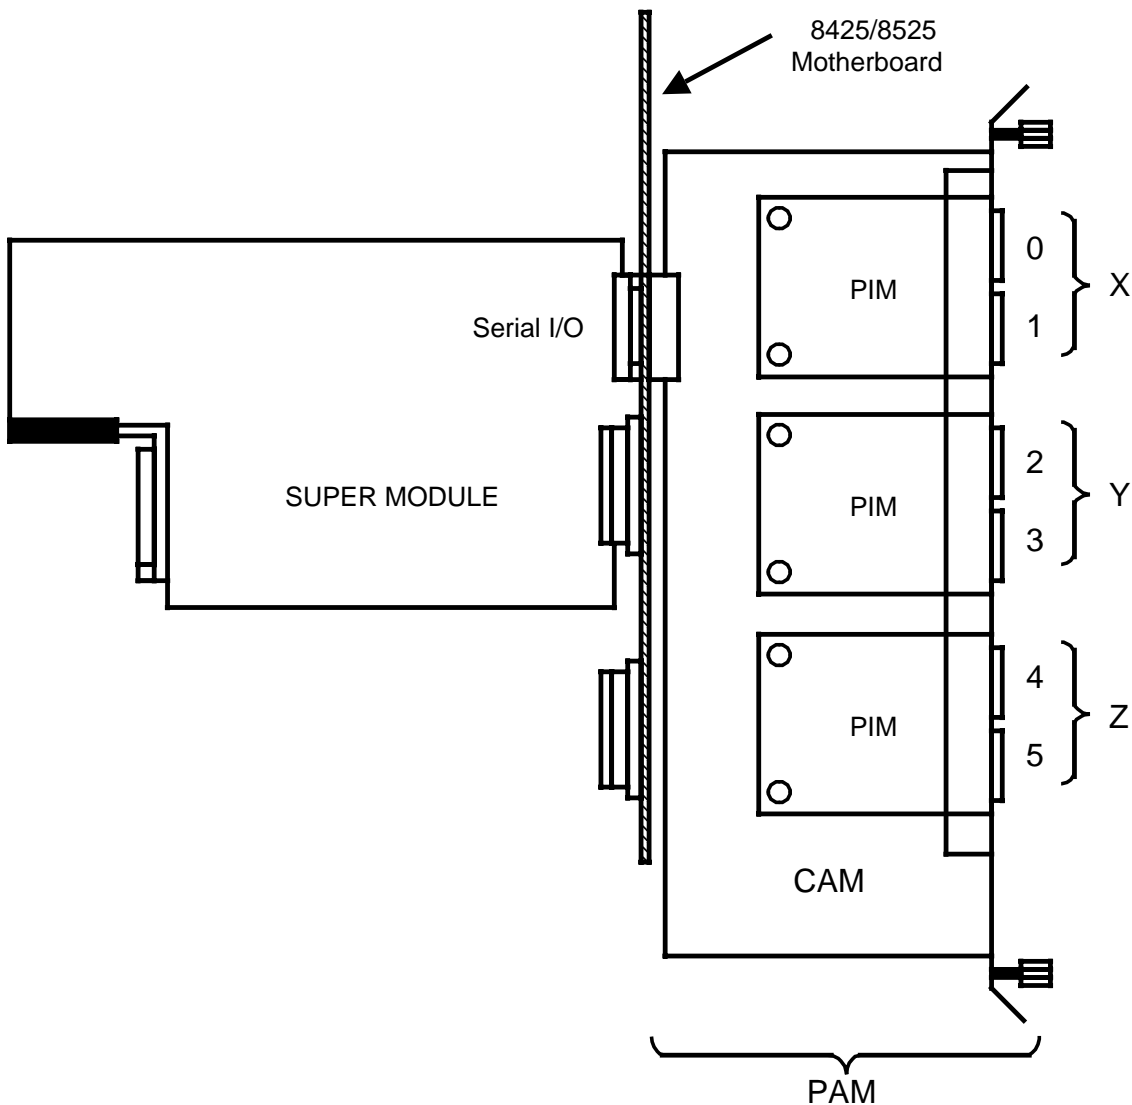 8425/8525
Motherboard
0
PIM
X
1
Serial I/O
2
SUPER MODULE
PIM
Y
3
4
PIM
Z
5
CAM
PAM